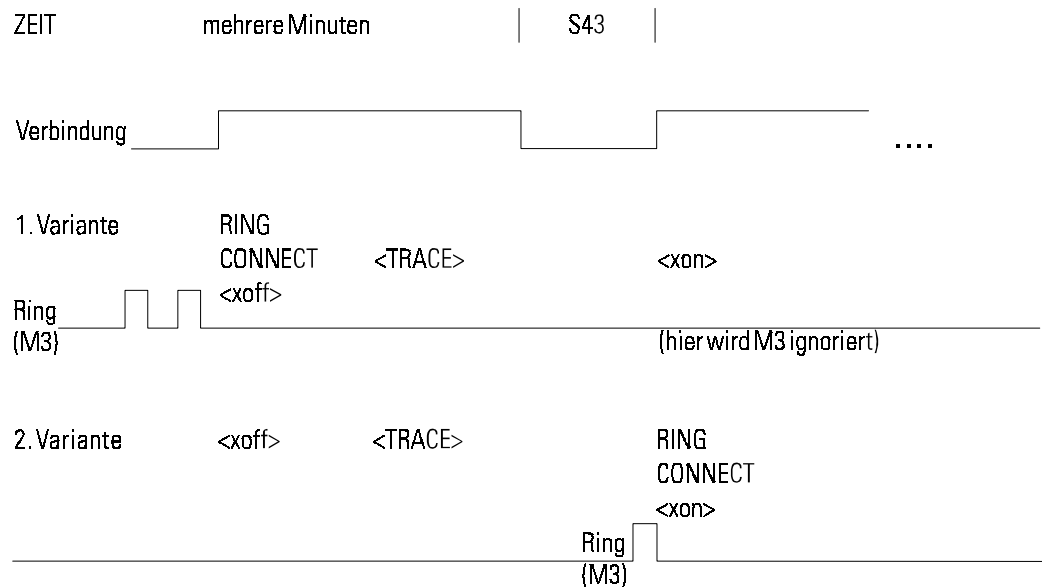 ZEIT mehrere Minuten S43
Verbindung ....
1. Variante RING
CONNECT <TRACE> <xon>
<xoff>
Ring
(M3) (hier wird M3 ignoriert)
2. Variante <xoff> <TRACE> RING
CONNECT
<xon>
Ring
(M3)